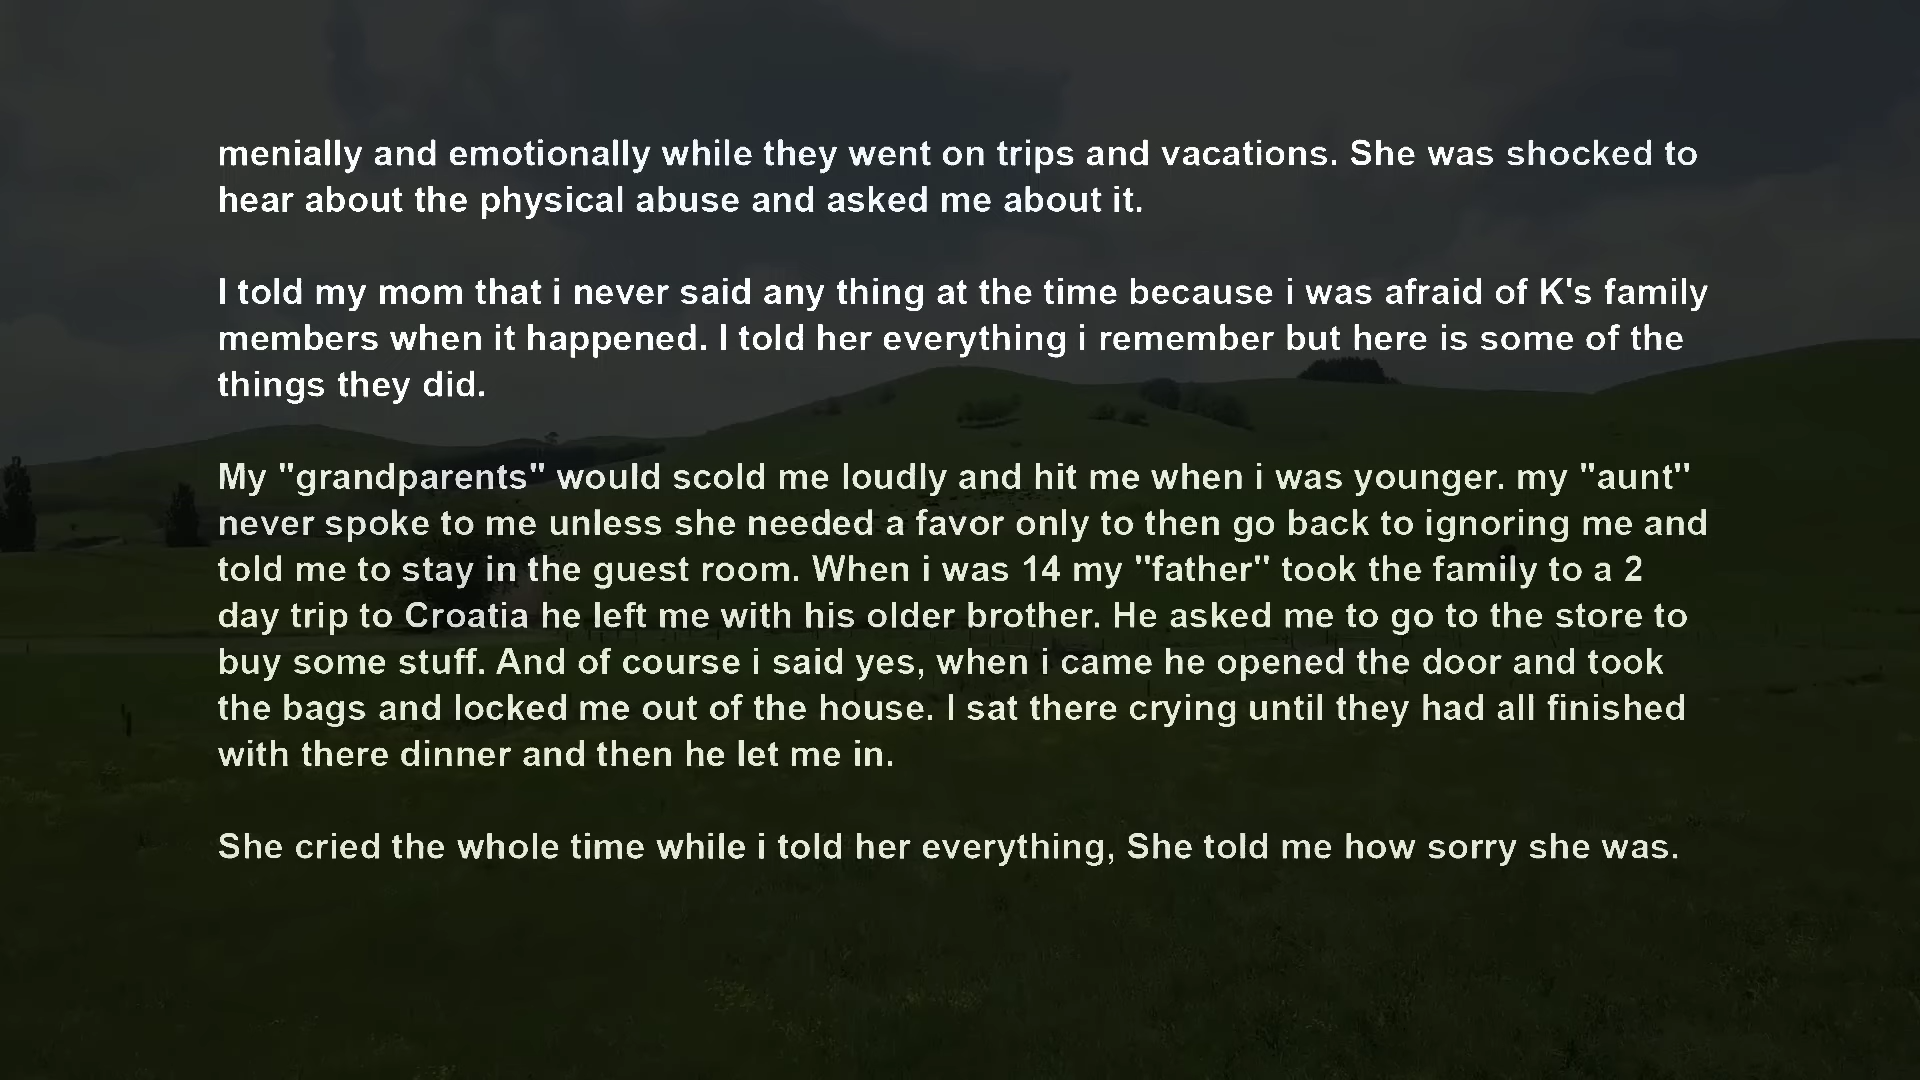 menially and emotionally while they went on trips and vacations. She was shocked to
hear about the physical abuse and asked me about it.
I told my mom that i never said any thing at the time because i was afraid of K's family
members when it happened. I told her everything i remember but here is some of the
things they did.
My "grandparents" would scold me loudly and hit me when i was younger. my "aunt"
never spoke to me unless she needed a favor only to then go back to ignoring me and
told me to stay in the guest room. When i was 14 my "father" took the family to a 2
day trip to Croatia he left me with his older brother. He asked me to go to the store to
buy some stuff. And of course i said yes, when i came he opened the door and took
the bags and locked me out of the house. I sat there crying until they had all finished
with there dinner and then he let me in.
She cried the whole time while i told her everything, She told me how sorry she was.